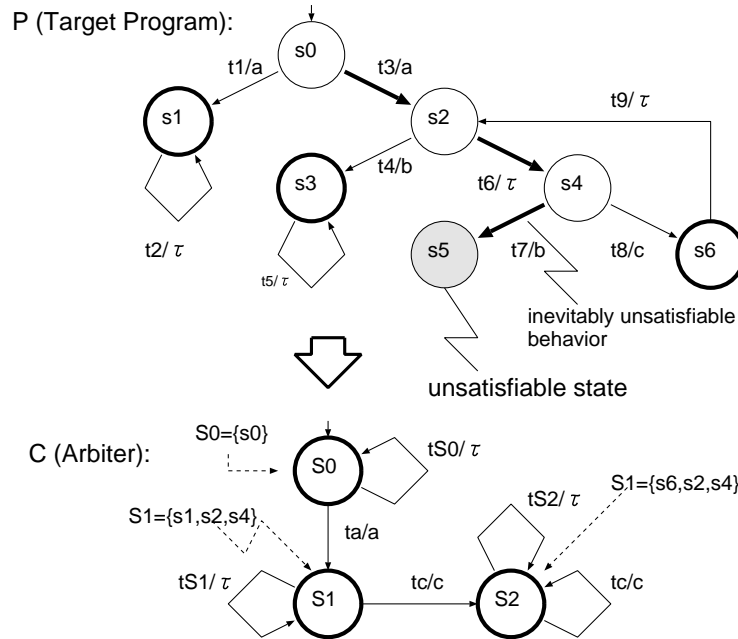 P (Target Program):
s0
t1/a
t3/a
t9/ τ
s1
s2
t4/b
s3
t6/ τ
s4
t2/ τ
t5/ τ
s5
t7/b
t8/c
s6
inevitably unsatisfiable
behavior
unsatisfiable state
C (Arbiter):
S0={s0}
S0
tS0/ τ
S1={s6,s2,s4}
S1={s1,s2,s4}
ta/a
tS2/ τ
tS1/ τ
S1
tc/c
S2
tc/c